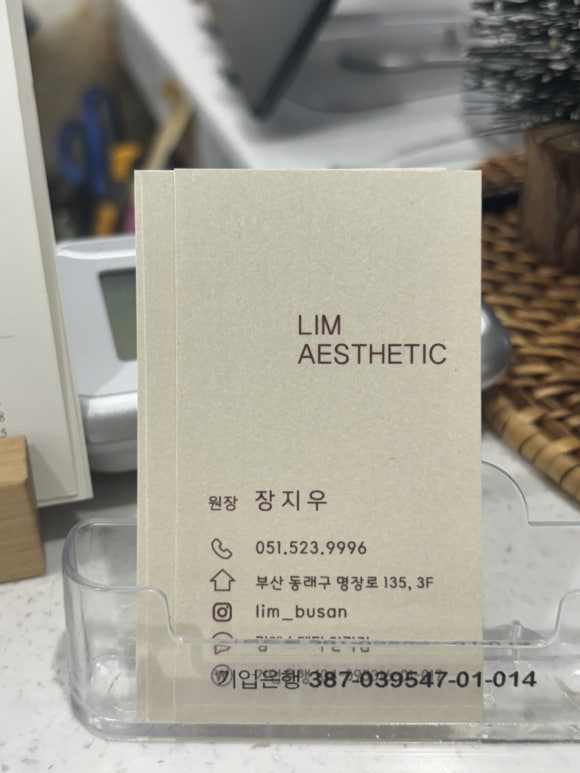 LIM
AESTHETIC
원장 장지우
051.523.9996
부산 동래구 명장로 135, 3F
lim_busan
기업은행 387-039547-01-014